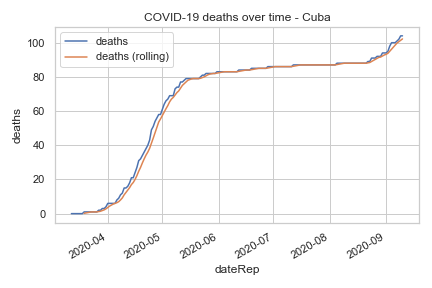 COVID-19 deaths over time - Cuba
deaths
deaths (rolling)
deaths
100
80
60
40
20
0
2020-04
2020-05
2020-06
2020-07
2020-08
2020-09
dateRep